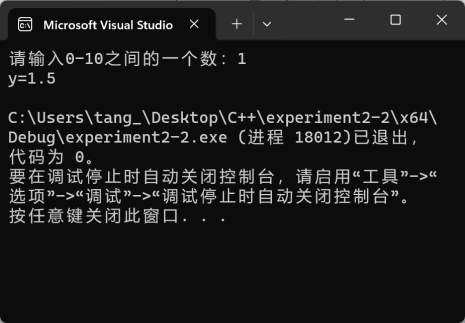 Microsoft Visual Studio
请输入0-10之间的一个数：1
y=1.5
C:\Users\tang_\Desktop\C++\experiment2-2\x64\
Debug\experiment2-2.exe (进程 18012)已退出，
代码为 0。
要在调试停止时自动关闭控制台，请启用“工具”->“
选项”->“调试”->“调试停止时自动关闭控制台”。
按任意键关闭此窗口. . .